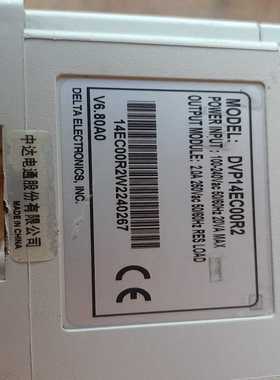 MODEL: DVP14EC00R2
POWER INPUT : 100-240Vac 50/60Hz 20VA MAX
OUTPUT MODULE : 2.0A 250Vac 50/60Hz RES LOAD
14EC00R2W2240267
V6.80A0
DELTA ELECTRONICS, INC.
中达电通股份有限公司
MADE IN CHINA